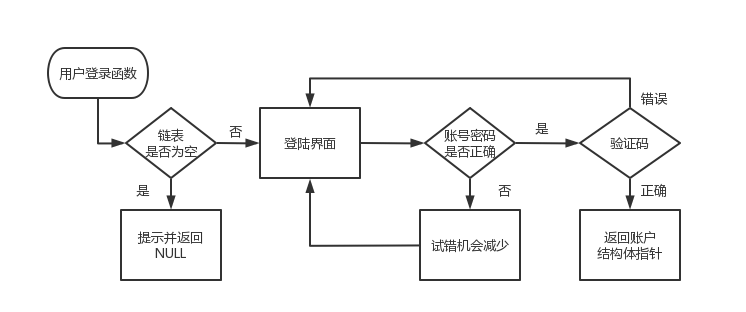 用户登录函数
链表
是否为空
否
登陆界面
账号密码
是否正确
是
验证码
错误
是
提示并返回
NULL
否
试错机会减少
正确
返回账户
结构体指针